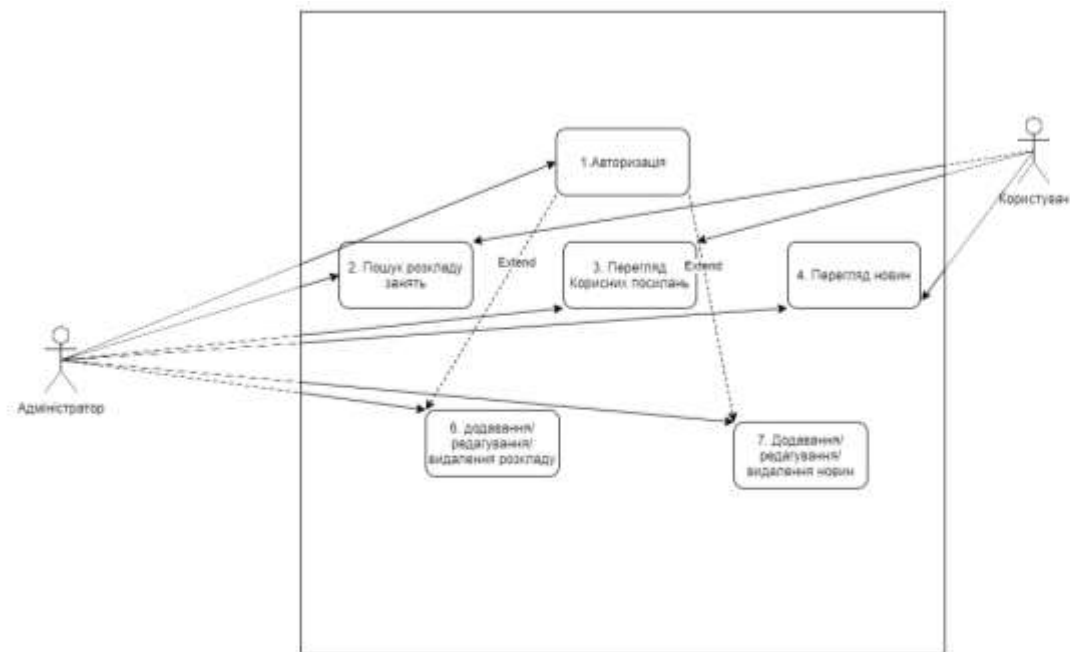 1.Авторизація
Користувач
2. Пошук розкладу
занять
Extend
3. Перегляд
Корисних посилань
Extend
4. Перегляд новин
Адміністратор
6. додавання/
редагування/
видалення розкладу
7. Додавання/
редагування/
видалення новин